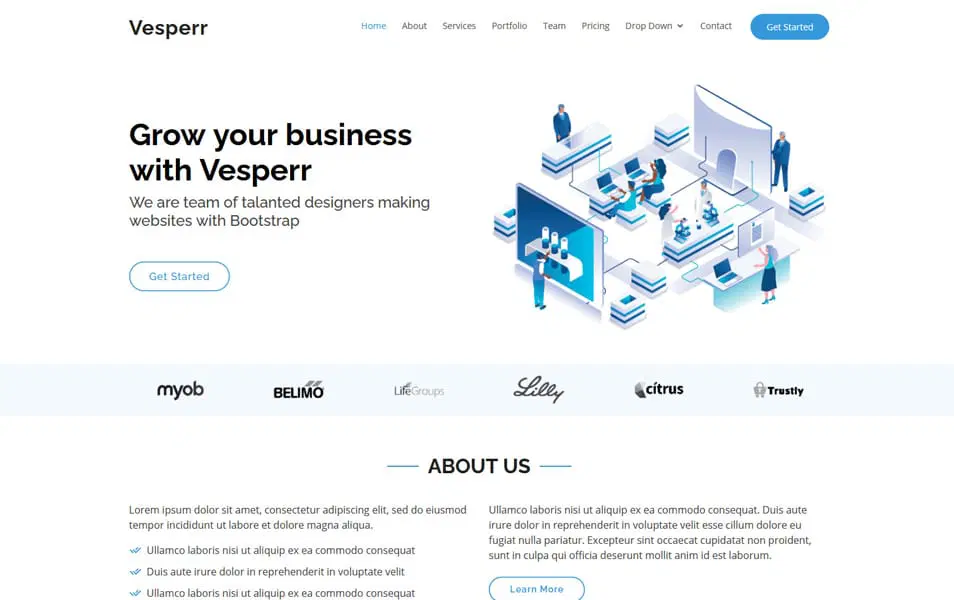 Vesperr
Home About Services Portfolio Team Pricing Drop Down Contact Get Started
Grow your business
with Vesperr
We are team of talanted designers making
websites with Bootstrap
Get Started
myob BELIMO LifeGroups Lilly citrus Trustly
ABOUT US
Lorem ipsum dolor sit amet, consectetur adipiscing elit, sed do eiusmod
tempor incididunt ut labore et dolore magna aliqua.
Ullamco laboris nisi ut aliquip ex ea commodo consequat
Duis aute irure dolor in reprehenderit in voluptate velit
Ullamco laboris nisi ut aliquip ex ea commodo consequat
Ullamco laboris nisi ut aliquip ex ea commodo consequat. Duis aute
irure dolor in reprehenderit in voluptate velit esse cillum dolore eu
fugiat nulla pariatur. Excepteur sint occaecat cupidatat non proident,
sunt in culpa qui officia deserunt mollit anim id est laborum.
Learn More